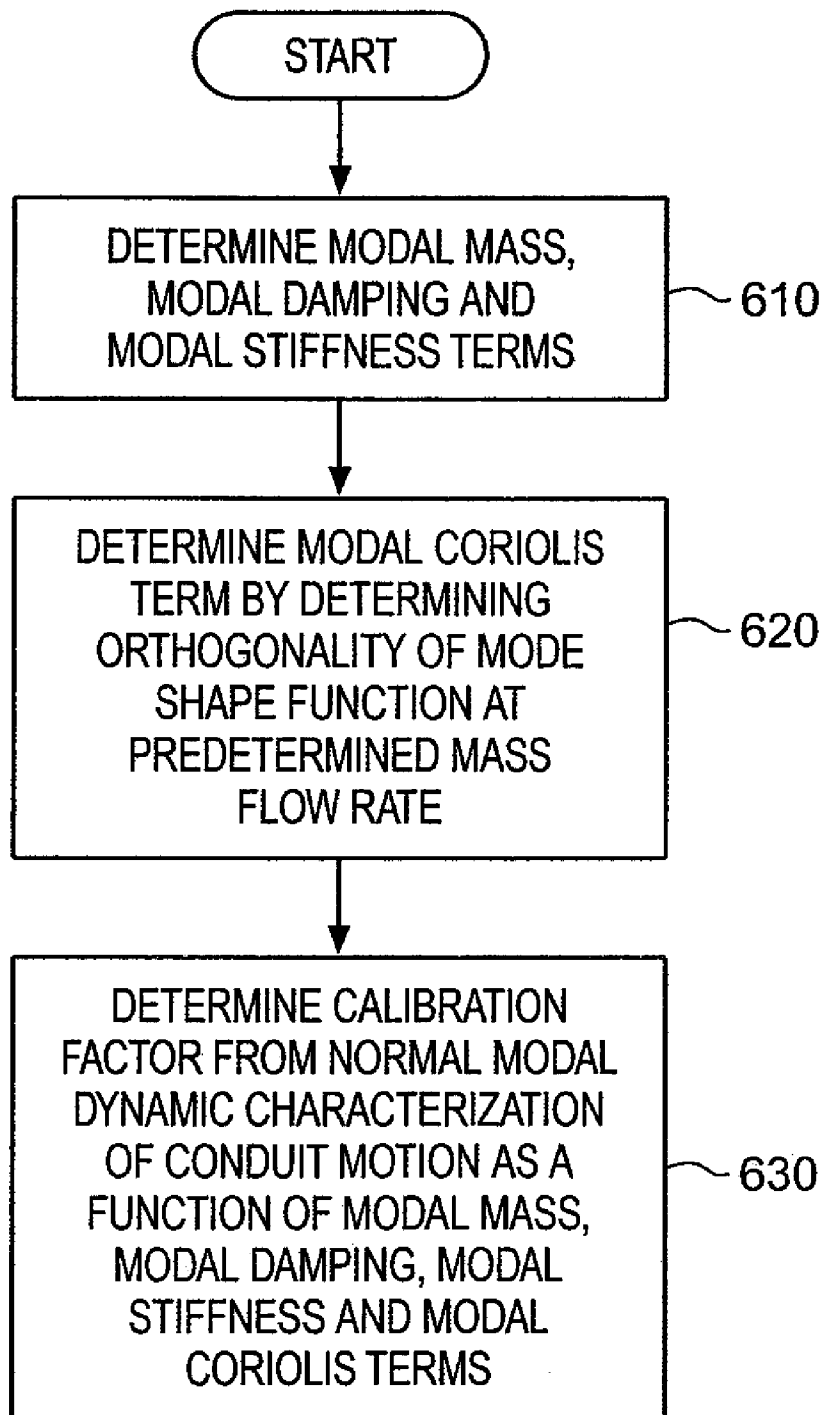 START
DETERMINE MODAL MASS,
MODAL DAMPING AND
MODAL STIFFNESS TERMS
610
DETERMINE MODAL CORIOLIS
TERM BY DETERMINING
ORTHOGONALITY OF MODE
SHAPE FUNCTION AT
PREDETERMINED MASS
FLOW RATE
620
DETERMINE CALIBRATION
FACTOR FROM NORMAL MODAL
DYNAMIC CHARACTERIZATION
OF CONDUIT MOTION AS A
FUNCTION OF MODAL MASS,
MODAL DAMPING, MODAL
STIFFNESS AND MODAL
CORIOLIS TERMS
630